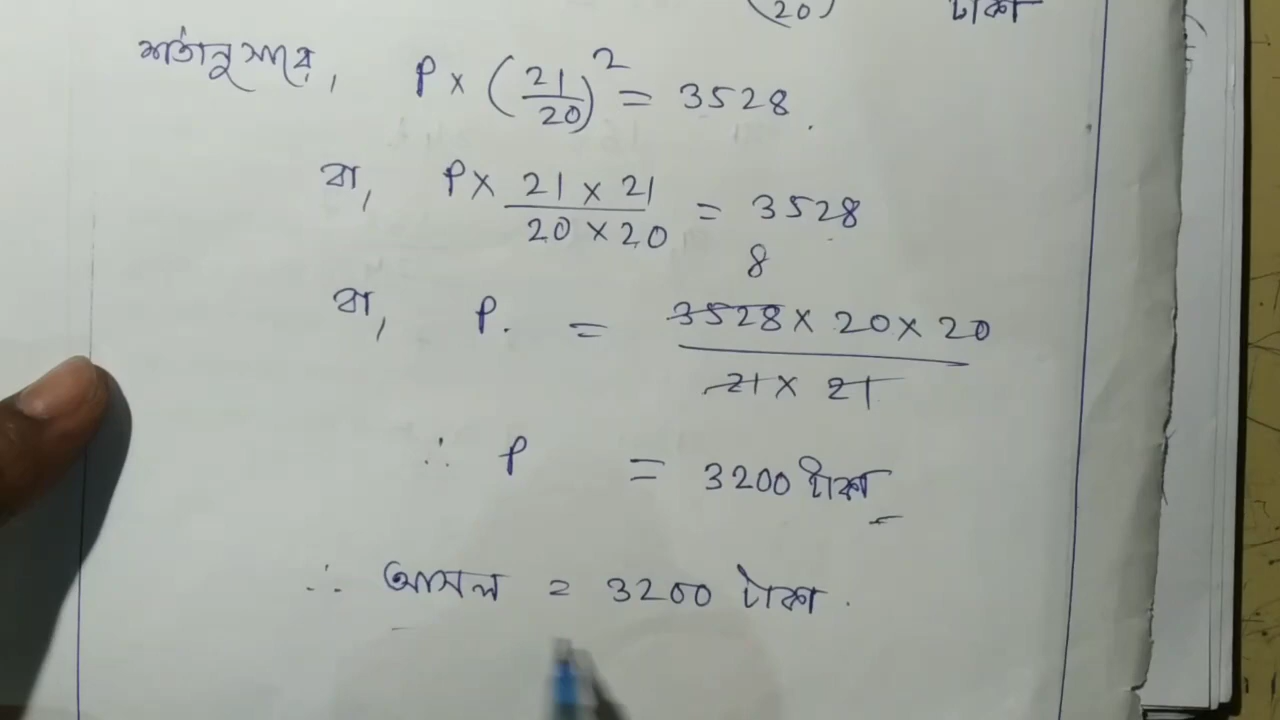 20) টাকা
শর্তানুসারে, P × (21/20)^2 = 3528.
বা, P × 21 × 21 / 20 × 20 = 3528
বা, P. = 3528 × 20 × 20 / 21 × 21
8
∴ P = 3200 টাকা
∴ আসল = 3200 টাকা.